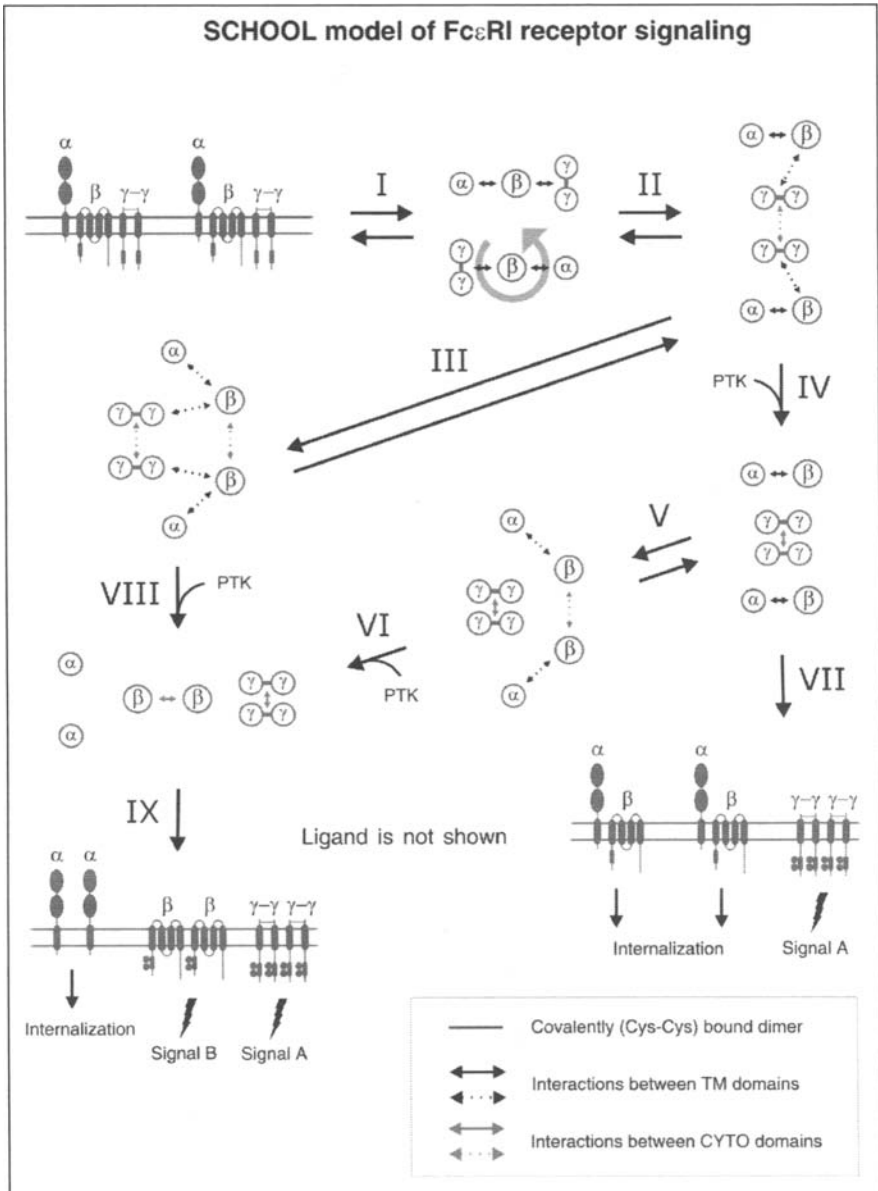 SCHOOL model of FcεRI receptor signaling
α α
β γ–γ β γ–γ
I
α β γ γ
γ γ β α
II
α β
γ γ
γ γ
α β
III
α
γ γ β
γ γ β
α
PTK IV
α β
γ γ
γ γ
α β
V
α
β
γ γ
γ γ
β
α
VIII PTK
VI
PTK
α
β β γ γ
γ γ
α
VII
α α
β β γ–γ γ–γ
Internalization Signal A
IX
Ligand is not shown
α α
β β γ–γ γ–γ
Internalization
Signal B Signal A
Covalently (Cys-Cys) bound dimer
Interactions between TM domains
Interactions between CYTO domains